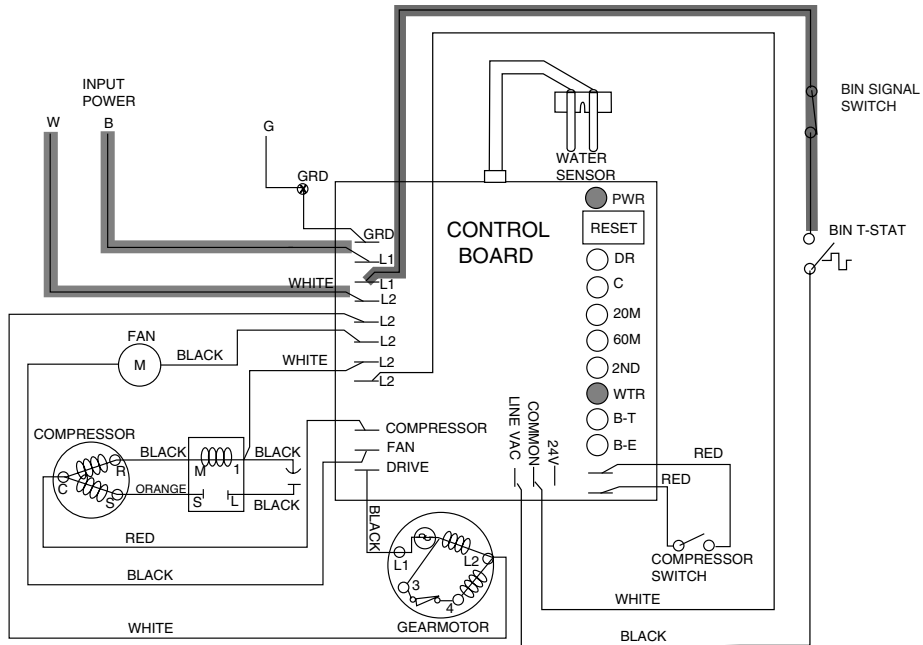 INPUT
POWER
W
B
G
GRD
BIN SIGNAL
SWITCH
WATER
SENSOR
PWR
CONTROL
BOARD
RESET
BIN T-STAT
GRD
L1
DR
L1
C
WHITE
L2
20M
L2
FAN
60M
L2
BLACK
M
WHITE
L2
2ND
L2
WTR
LINE VAC
COMMON
24V
COMPRESSOR
B-T
COMPRESSOR
FAN
B-E
BLACK
M
1
BLACK
DRIVE
RED
R
C
ORANGE
S
L
S
BLACK
RED
RED
BLACK
L1
L2
COMPRESSOR
SWITCH
3
BLACK
4
WHITE
WHITE
GEARMOTOR
BLACK